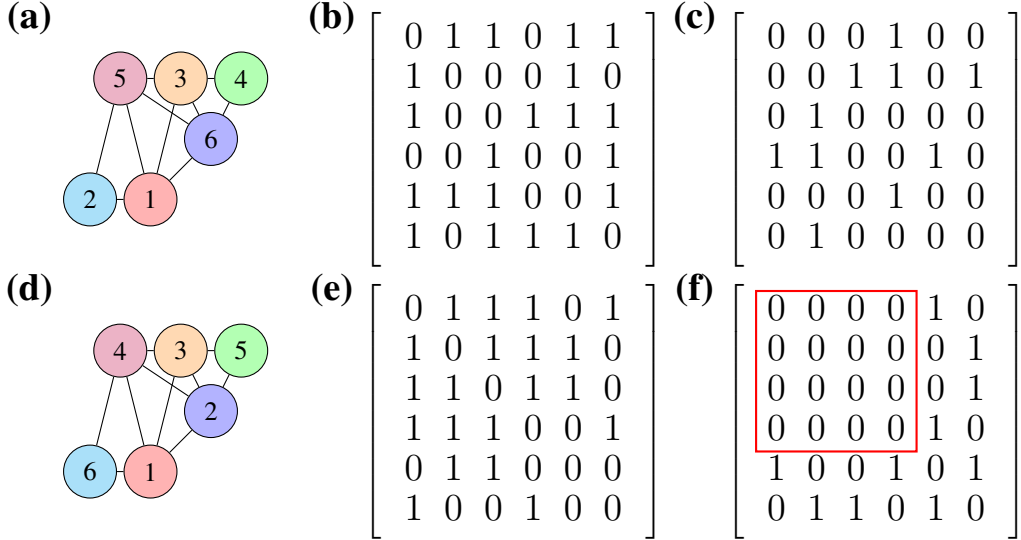 (a) (b) (c)
5 3 4
6
2 1
0 1 1 0 1 1
1 0 0 0 1 0
1 0 0 1 1 1
0 0 1 0 0 1
1 1 1 0 0 1
1 0 1 1 1 0
0 0 0 1 0 0
0 0 1 1 0 1
0 1 0 0 0 0
1 1 0 0 1 0
0 0 0 1 0 0
0 1 0 0 0 0
(d) (e) (f)
4 3 5
2
6 1
0 1 1 1 0 1
1 0 1 1 1 0
1 1 0 1 1 0
1 1 1 0 0 1
0 1 1 0 0 0
1 0 0 1 0 0
0 0 0 0 1 0
0 0 0 0 0 1
0 0 0 0 0 1
0 0 0 0 1 0
1 0 0 1 0 1
0 1 1 0 1 0